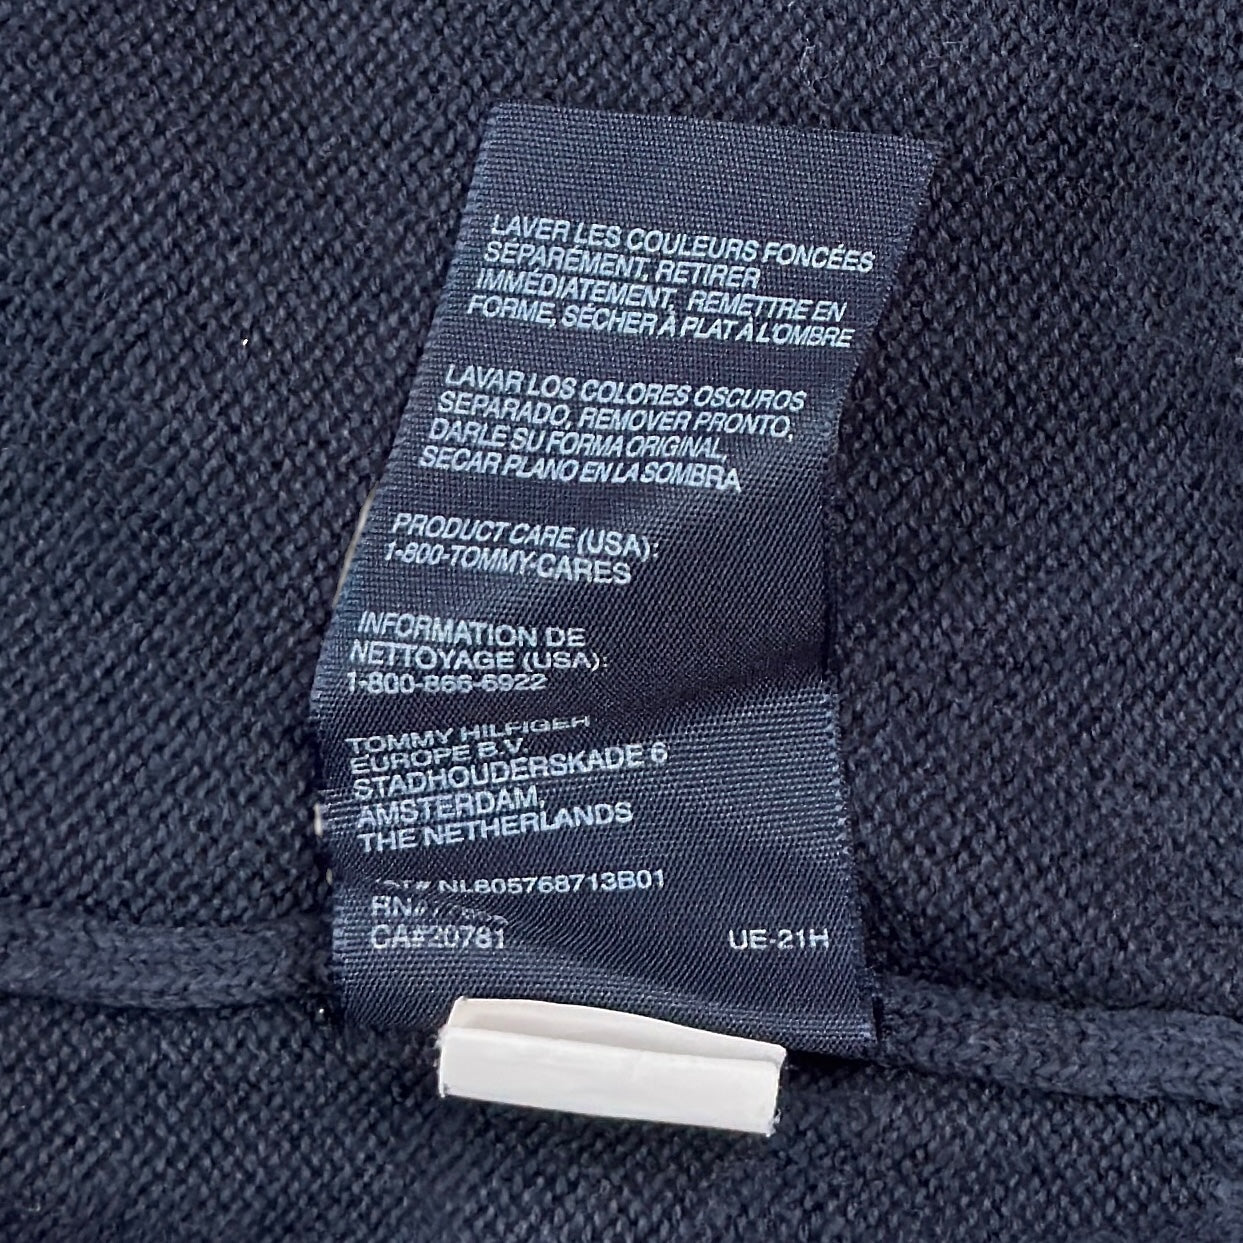 LAVER LES COULEURS FONCÉES
SÉPARÉMENT, RETIRER
IMMÉDIATEMENT, REMETTRE EN
FORME, SÉCHER À PLAT À L'OMBRE
LAVAR LOS COLORES OSCUROS
SEPARADO, REMOVER PRONTO,
DARLE SU FORMA ORIGINAL,
SECAR PLANO EN LA SOMBRA
PRODUCT CARE (USA):
1-800-TOMMY-CARES
INFORMATION DE
NETTOYAGE (USA):
1-800-866-6922
TOMMY HILFIGER
EUROPE B.V.
STADHOUDERSKADE 6
AMSTERDAM,
THE NETHERLANDS
NL805768713B01
CA#20781
UE-21H